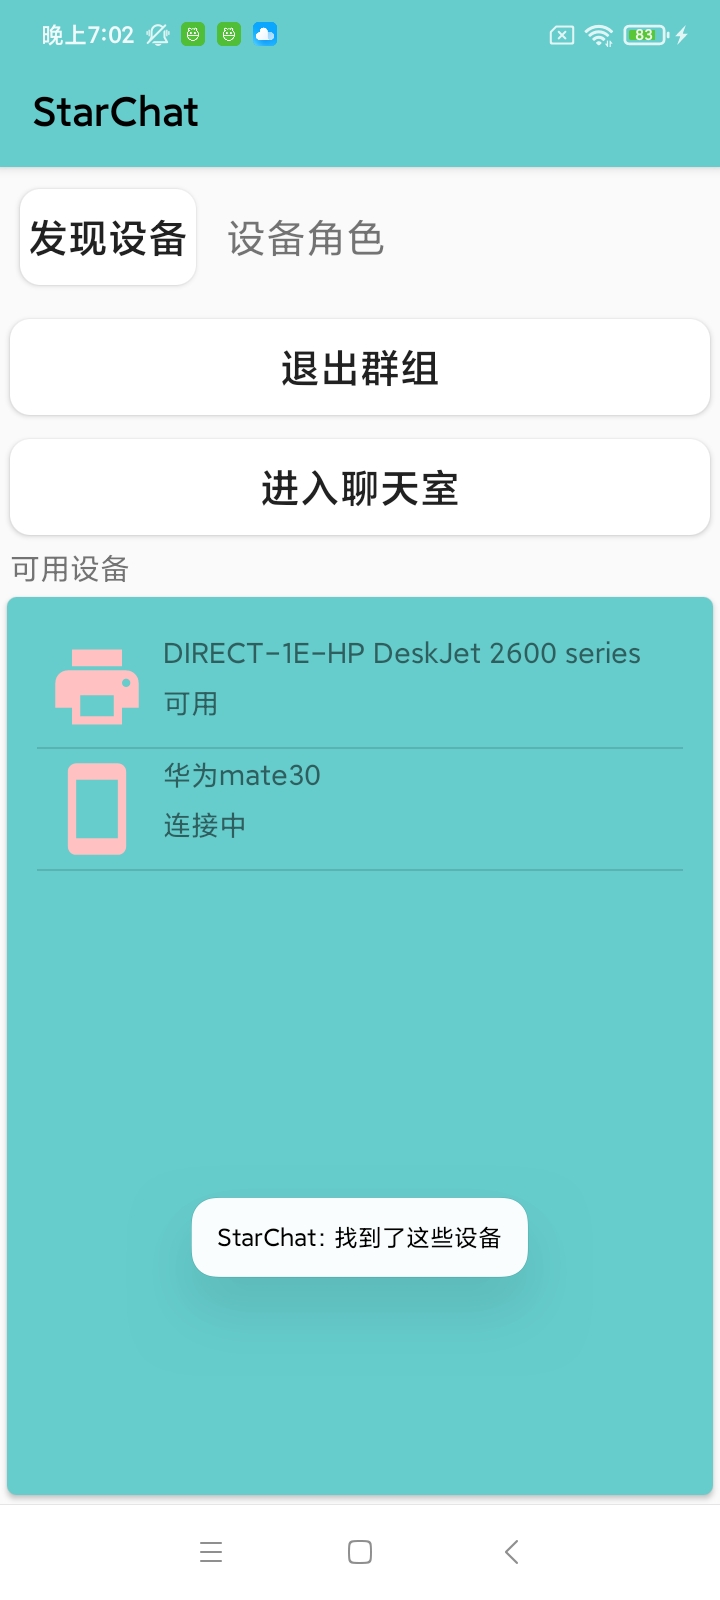 晚上7:02
83
StarChat
发现设备 设备角色
退出群组
进入聊天室
可用设备
DIRECT-1E-HP DeskJet 2600 series
可用
华为mate30
连接中
StarChat: 找到了这些设备